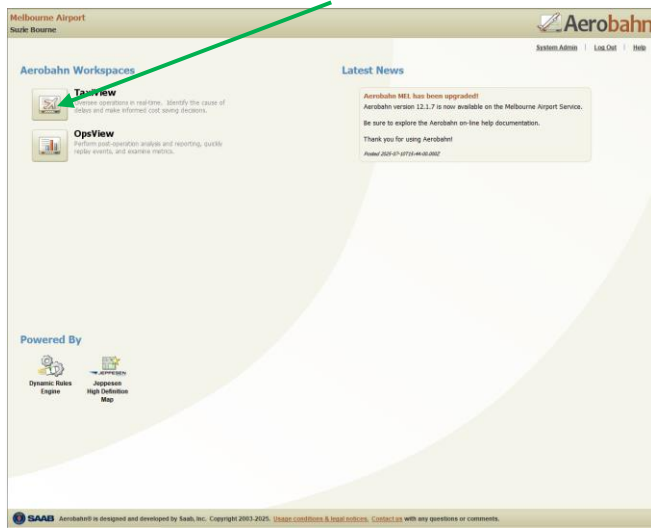 Melbourne Airport
Suzie Bourne
Aerobahn
System Admin | Log Out | Help
Aerobahn Workspaces
TaxiView
Oversee operations in real-time. Identify the cause of
delays and make informed cost saving decisions.
OpsView
Perform post-operation analysis and reporting, quickly
replay events, and examine metrics.
Latest News
Aerobahn MEL has been upgraded!
Aerobahn version 12.1.7 is now available on the Melbourne Airport Service.
Be sure to explore the Aerobahn on-line help documentation.
Thank you for using Aerobahn!
Powered By
Dynamic Rules
Engine
JEPPESEN
Jeppesen
High Definition
Map
SAAB Aerobahn® is designed and developed by Saab, Inc. Copyright 2003-2025. Usage conditions & legal notices. Contact us with any questions or comments.